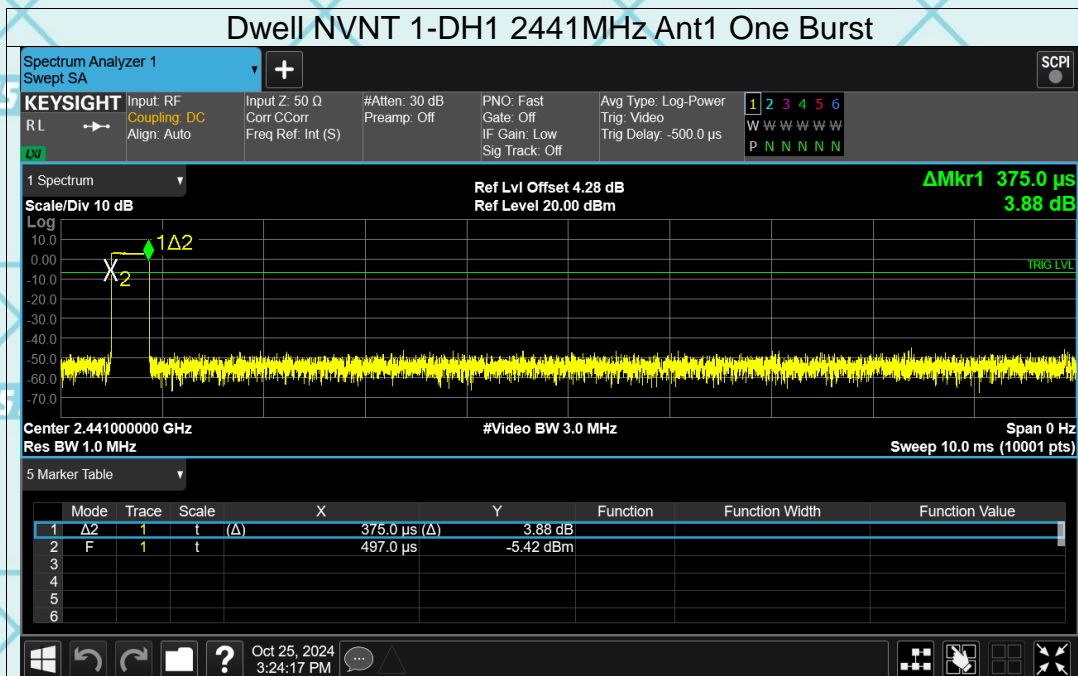 Dwell NVNT 1-DH1 2441MHz Ant1 One Burst
Spectrum Analyzer 1
Swept SA
+
SCPI
KEYSIGHT
RL
LXI
Input: RF
Coupling: DC
Align: Auto
Input Z: 50 Ω
Corr CCorr
Freq Ref: Int (S)
#Atten: 30 dB
Preamp: Off
PNO: Fast
Gate: Off
IF Gain: Low
Sig Track: Off
Avg Type: Log-Power
Trig: Video
Trig Delay: -500.0 µs
1 2 3 4 5 6
W W W W W W
P N N N N N
1 Spectrum
Scale/Div 10 dB
Ref Lvl Offset 4.28 dB
Ref Level 20.00 dBm
ΔMkr1 375.0 µs
3.88 dB
Log
10.0
0.00
-10.0
-20.0
-30.0
-40.0
-50.0
-60.0
-70.0
1Δ2
X2
TRIG LVL
Center 2.441000000 GHz
#Video BW 3.0 MHz
Span 0 Hz
Res BW 1.0 MHz
Sweep 10.0 ms (10001 pts)
5 Marker Table
Mode Trace Scale X Y Function Function Width Function Value
1 Δ2 1 t (Δ) 375.0 µs (Δ) 3.88 dB
2 F 1 t 497.0 µs -5.42 dBm
3
4
5
6
?
Oct 25, 2024
3:24:17 PM